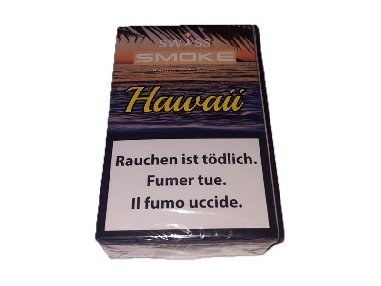 SWISS
SMOKE
Hawaii
Rauchen ist tödlich.
Fumer tue.
Il fumo uccide.